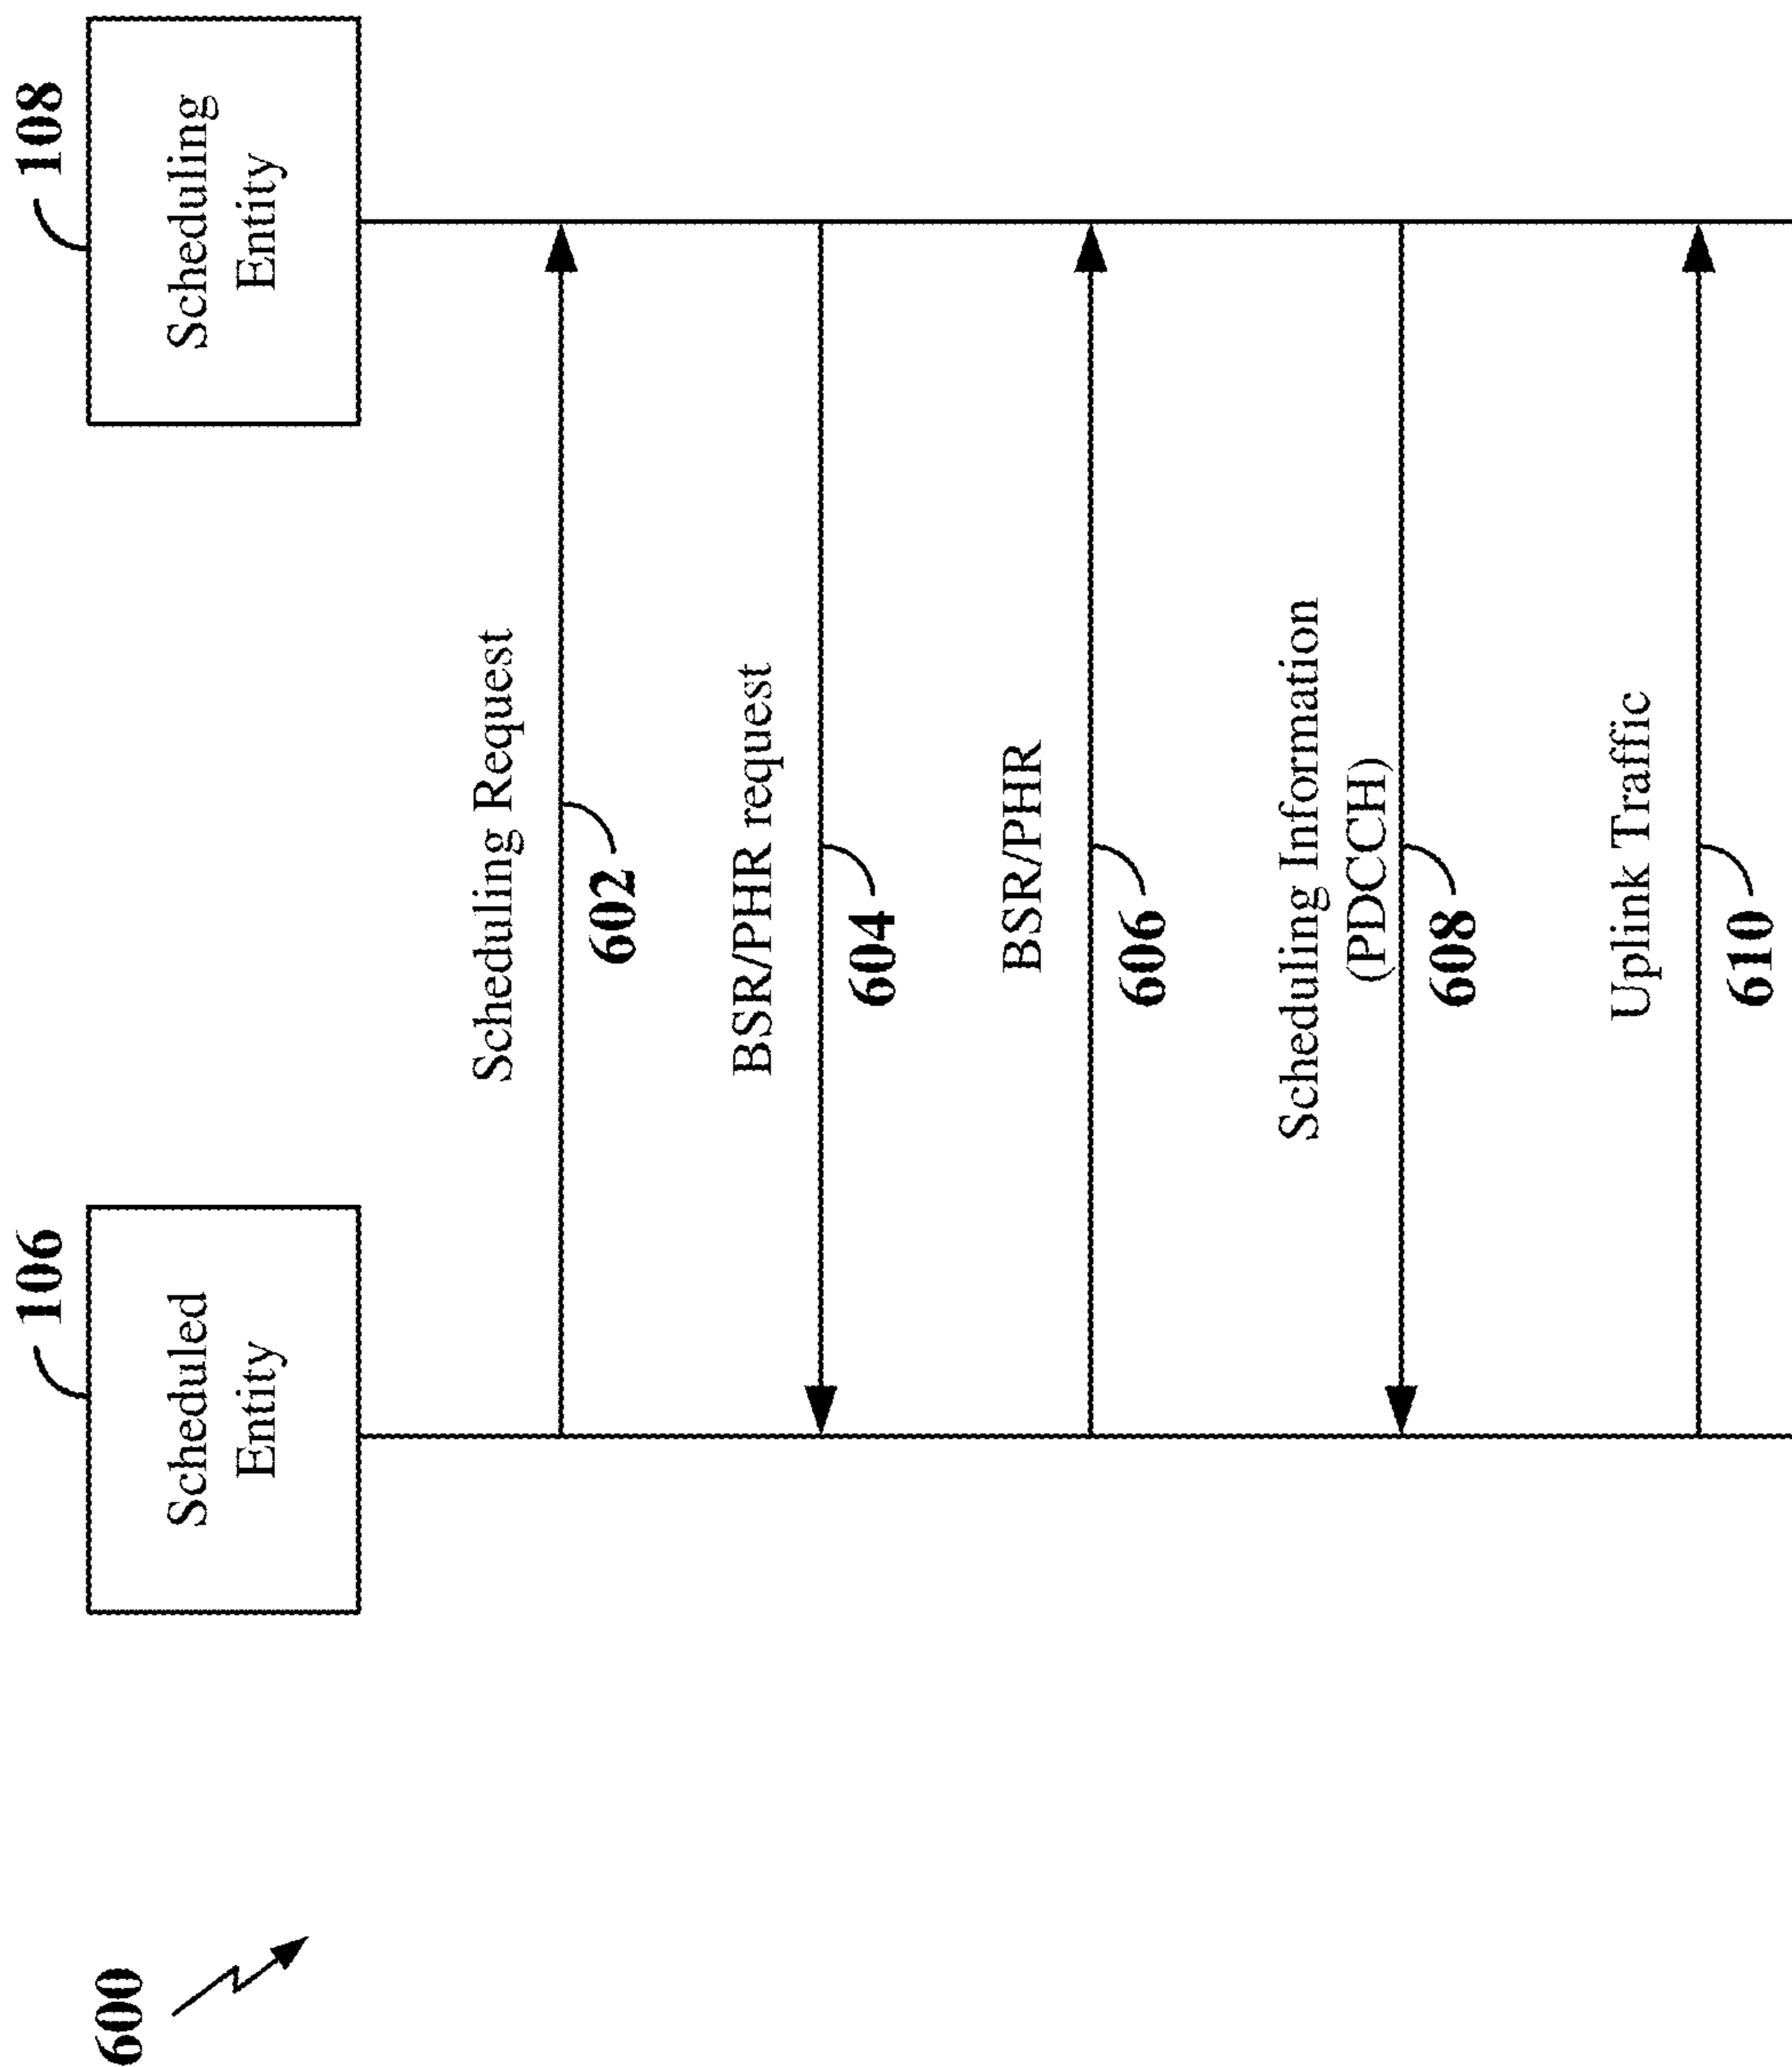 600
106
Scheduled
Entity
108
Scheduling
Entity
Scheduling Request
602
BSR/PHR request
604
BSR/PHR
606
Scheduling Information
(PDCCH)
608
Uplink Traffic
610